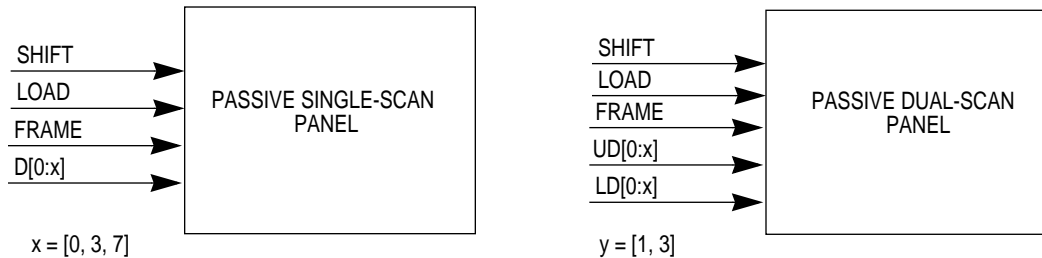 SHIFT
LOAD
FRAME
D[0:x]
PASSIVE SINGLE-SCAN
PANEL
x = [0, 3, 7]
SHIFT
LOAD
FRAME
UD[0:x]
LD[0:x]
PASSIVE DUAL-SCAN
PANEL
y = [1, 3]